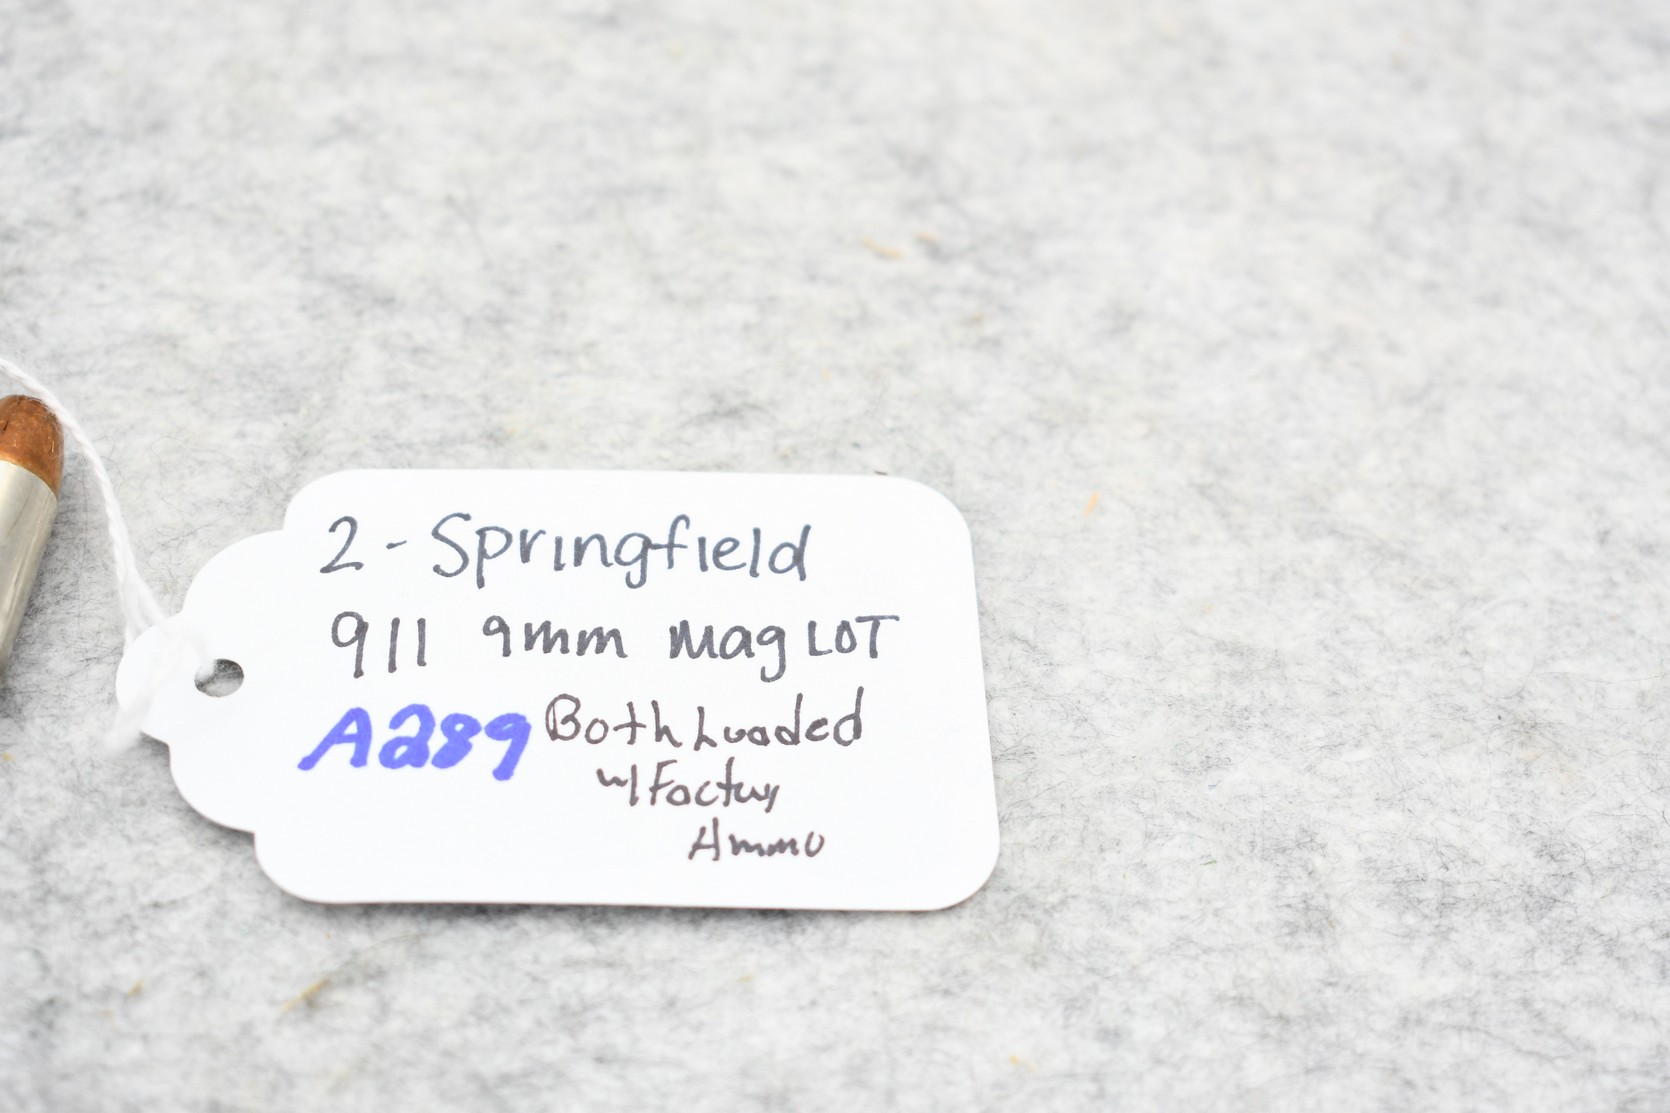 2 - Springfield
911 9mm Mag LOT
A289 Both Loaded
w/ Factory
Ammo